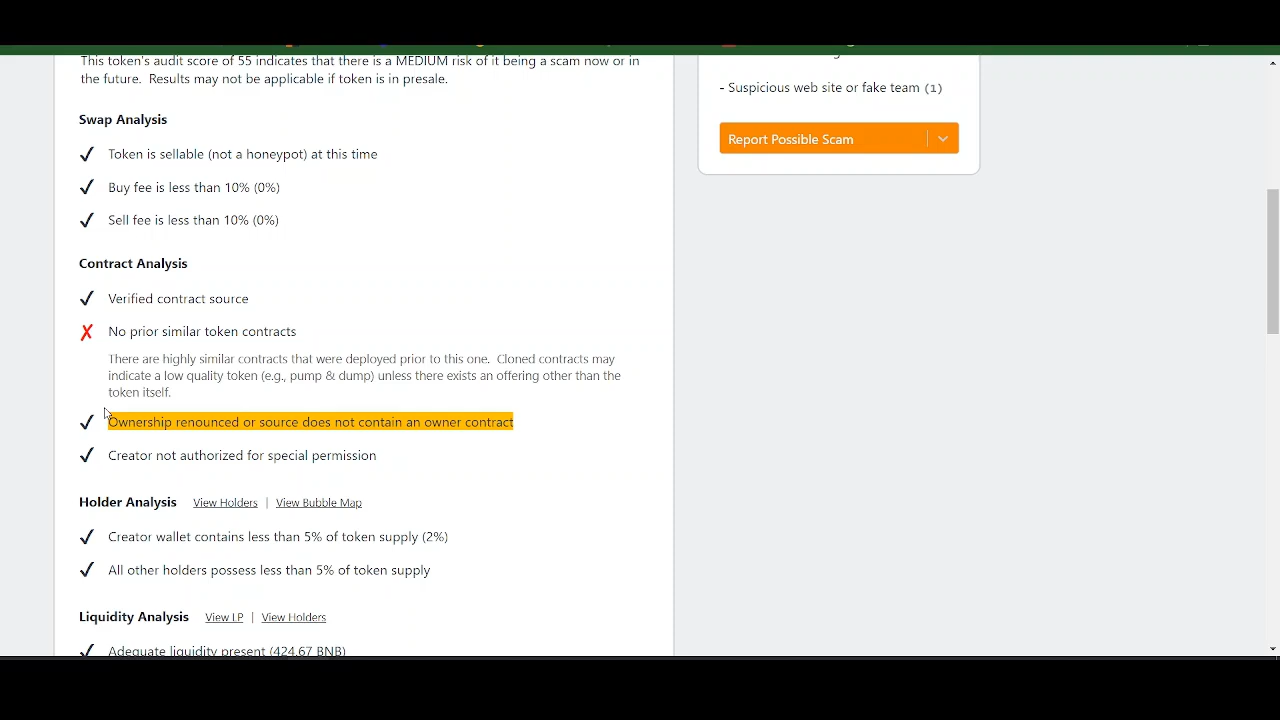 This token's audit score of 55 indicates that there is a MEDIUM risk of it being a scam now or in
the future. Results may not be applicable if token is in presale.
Swap Analysis
Token is sellable (not a honeypot) at this time
Buy fee is less than 10% (0%)
Sell fee is less than 10% (0%)
Contract Analysis
Verified contract source
No prior similar token contracts
There are highly similar contracts that were deployed prior to this one. Cloned contracts may
indicate a low quality token (e.g., pump & dump) unless there exists an offering other than the
token itself.
Ownership renounced or source does not contain an owner contract
Creator not authorized for special permission
Holder Analysis View Holders | View Bubble Map
Creator wallet contains less than 5% of token supply (2%)
All other holders possess less than 5% of token supply
Liquidity Analysis View LP | View Holders
Adequate liquidity present (424.67 BNB)
- Suspicious web site or fake team (1)
Report Possible Scam